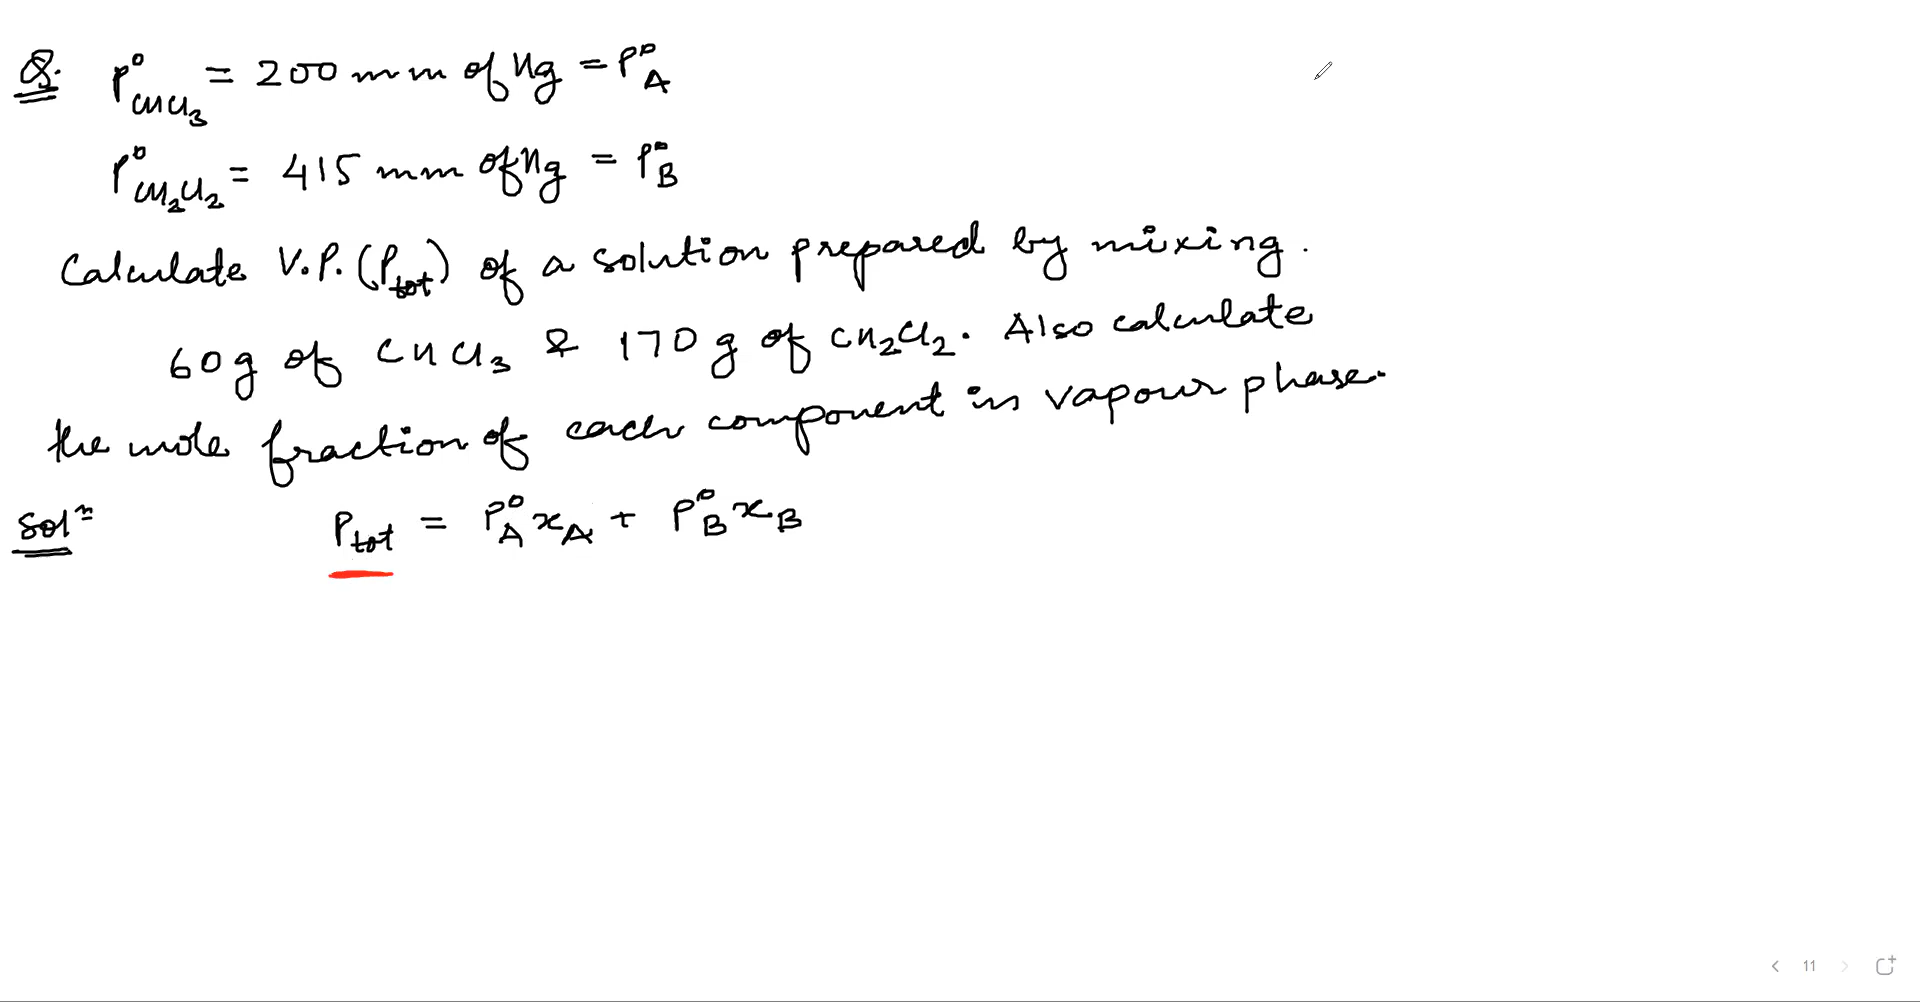 Q. P°CHCl3 = 200 mm of Hg = P°A
P°CH2Cl2 = 415 mm of Hg = P°B
Calculate V.P. (Ptot) of a solution prepared by mixing.
60g of CHCl3 & 170 g of CH2Cl2. Also calculate
the mole fraction of each component in vapour phase.
Solⁿ Ptot = P°A xA + P°B xB
11